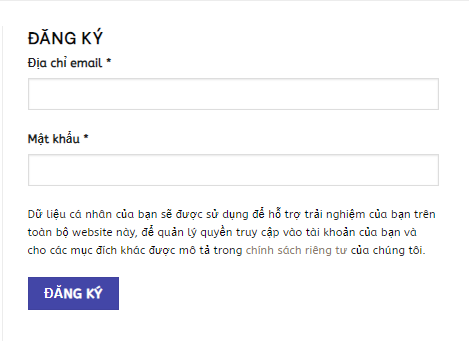 ĐĂNG KÝ
Địa chỉ email *
Mật khẩu *
Dữ liệu cá nhân của bạn sẽ được sử dụng để hỗ trợ trải nghiệm của bạn trên
toàn bộ website này, để quản lý quyền truy cập vào tài khoản của bạn và
cho các mục đích khác được mô tả trong chính sách riêng tư của chúng tôi.
ĐĂNG KÝ